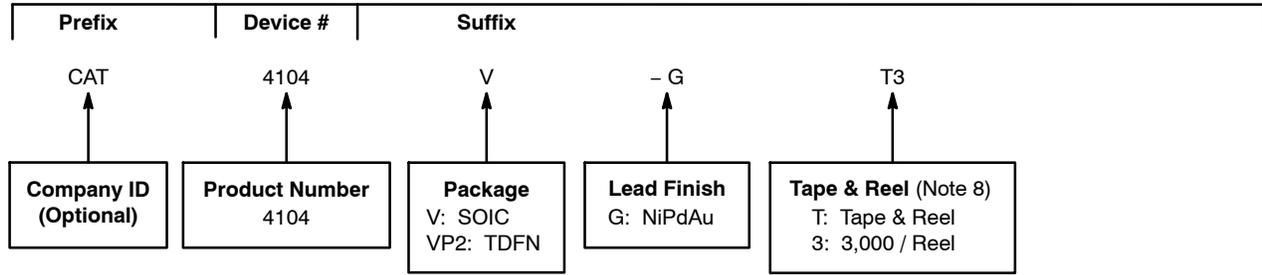 Prefix Device # Suffix
CAT 4104 V – G T3
Company ID
(Optional)
Product Number
4104
Package
V: SOIC
VP2: TDFN
Lead Finish
G: NiPdAu
Tape & Reel (Note 8)
T: Tape & Reel
3: 3,000 / Reel